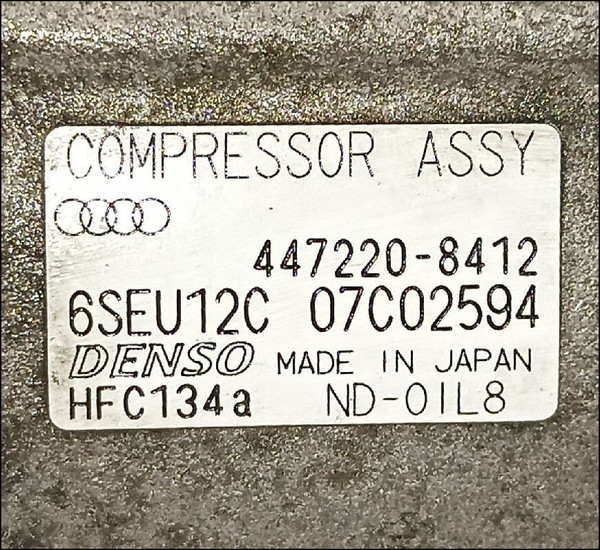 COMPRESSOR ASSY
447220-8412
6SEU12C 07C02594
DENSO MADE IN JAPAN
HFC134a ND-OIL8